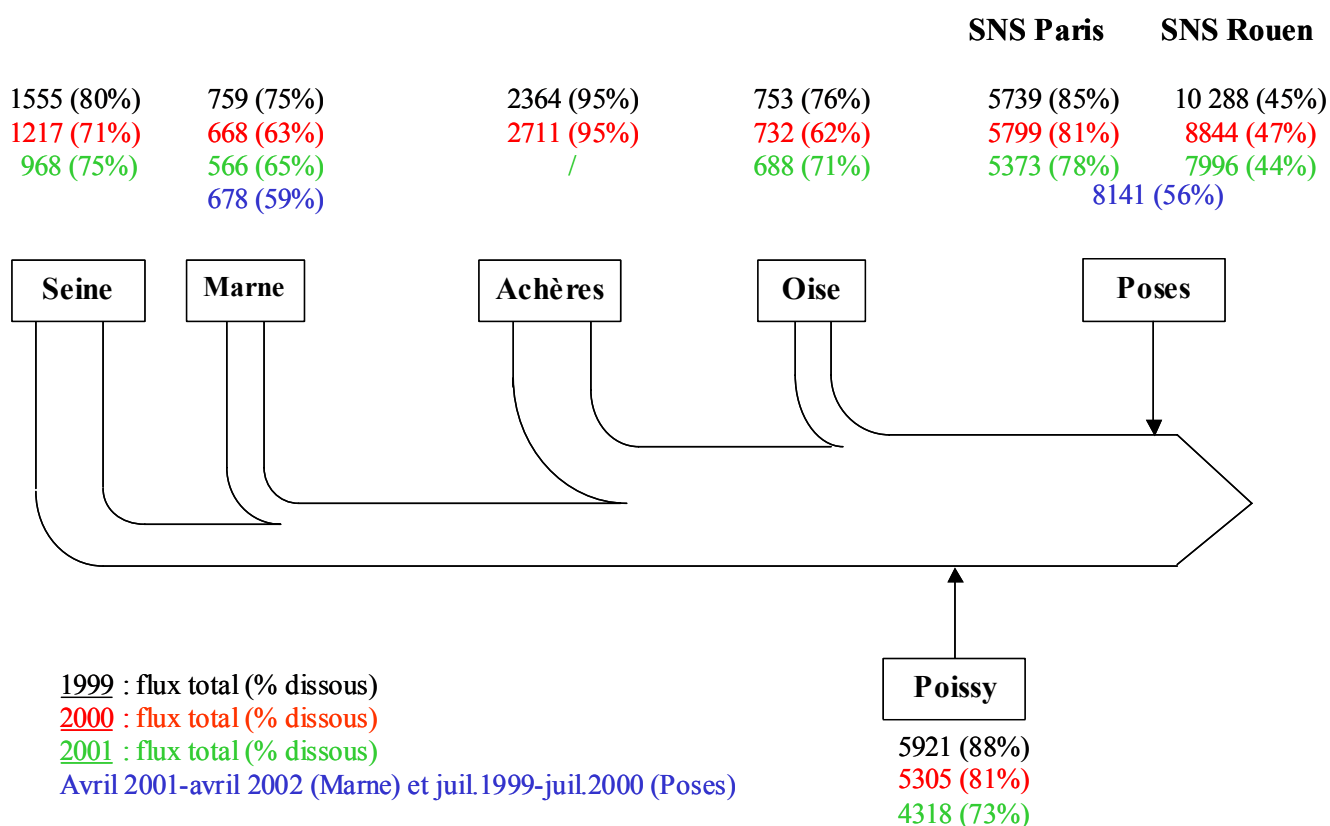 SNS Paris SNS Rouen
1555 (80%) 759 (75%) 2364 (95%) 753 (76%) 5739 (85%) 10 288 (45%)
1217 (71%) 668 (63%) 2711 (95%) 732 (62%) 5799 (81%) 8844 (47%)
968 (75%) 566 (65%) / 688 (71%) 5373 (78%) 7996 (44%)
678 (59%) 8141 (56%)
Seine Marne Achères Oise Poses
Poissy
5921 (88%)
5305 (81%)
4318 (73%)
1999 : flux total (% dissous)
2000 : flux total (% dissous)
2001 : flux total (% dissous)
Avril 2001-avril 2002 (Marne) et juil.1999-juil.2000 (Poses)